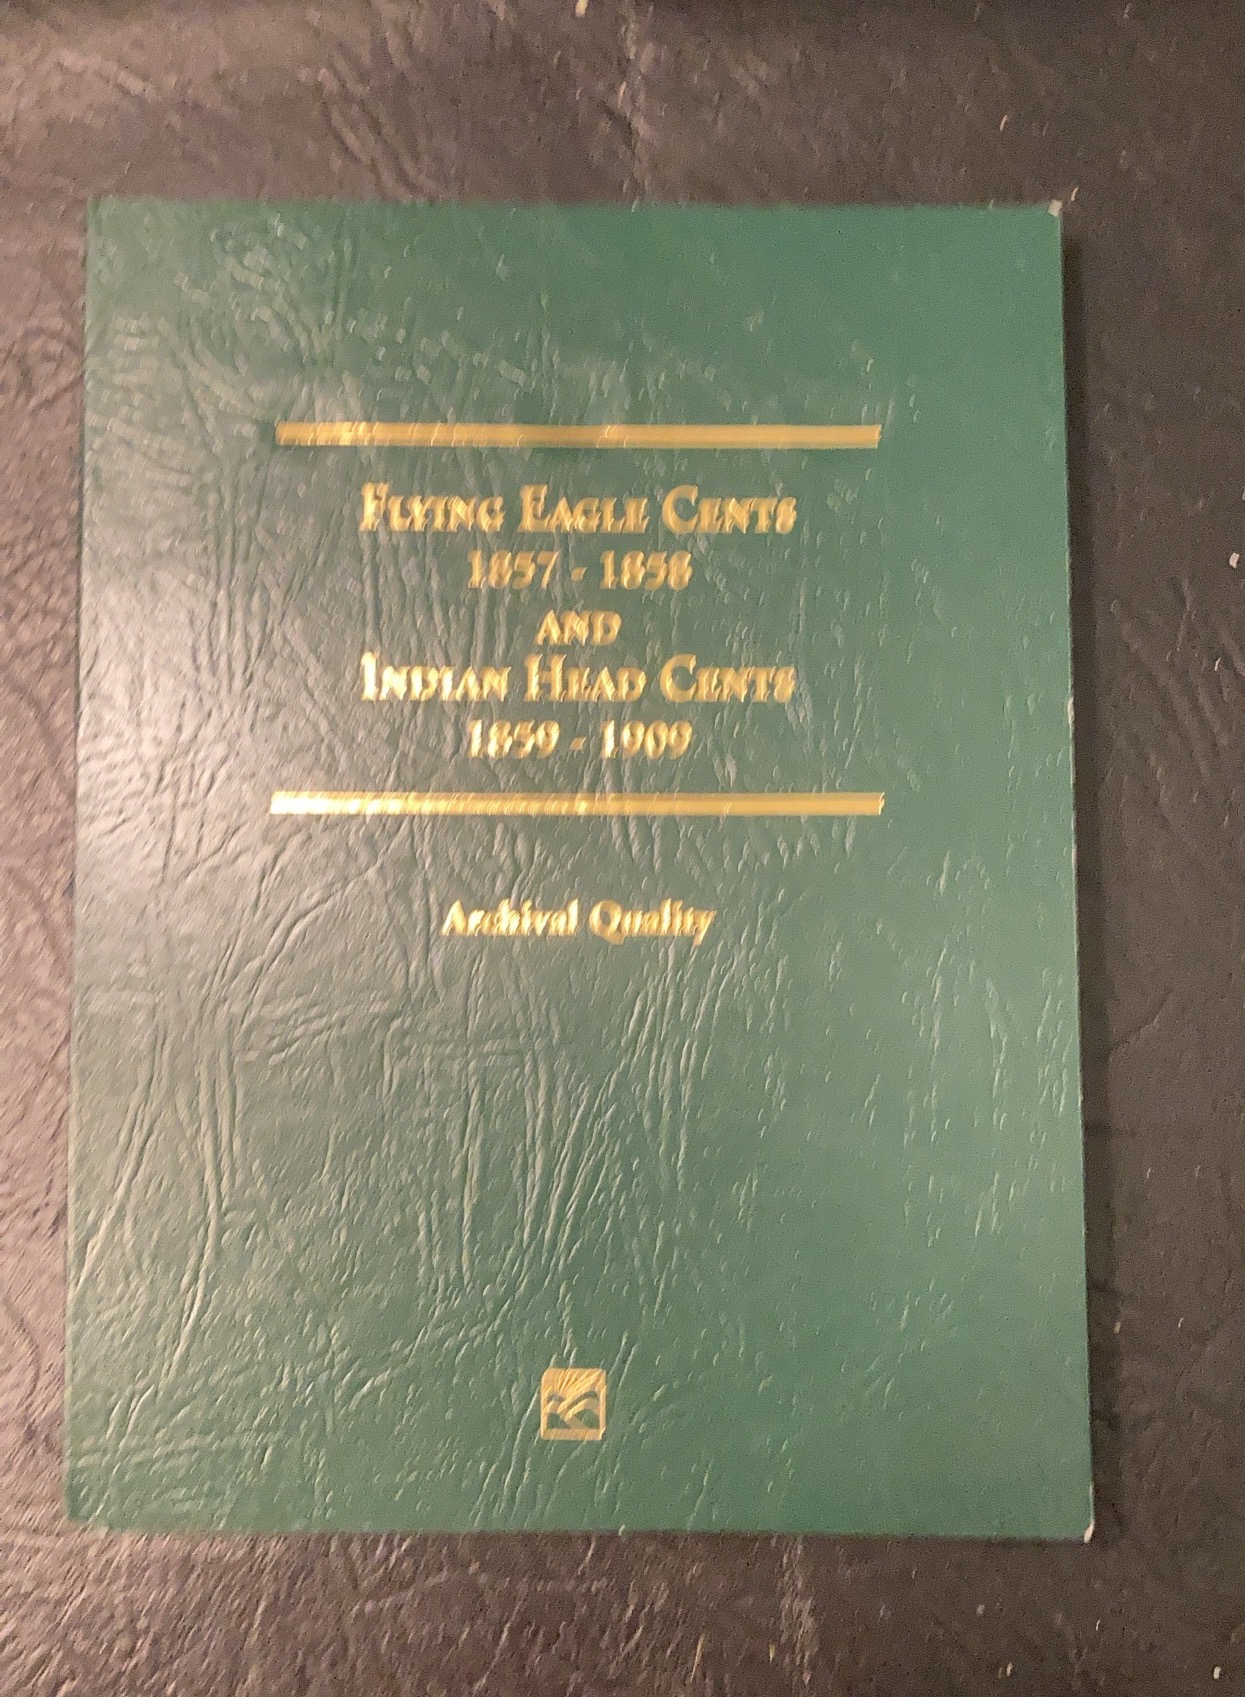 FLYING EAGLE CENTS
1857 - 1858
AND
INDIAN HEAD CENTS
1859 - 1909
Archival Quality